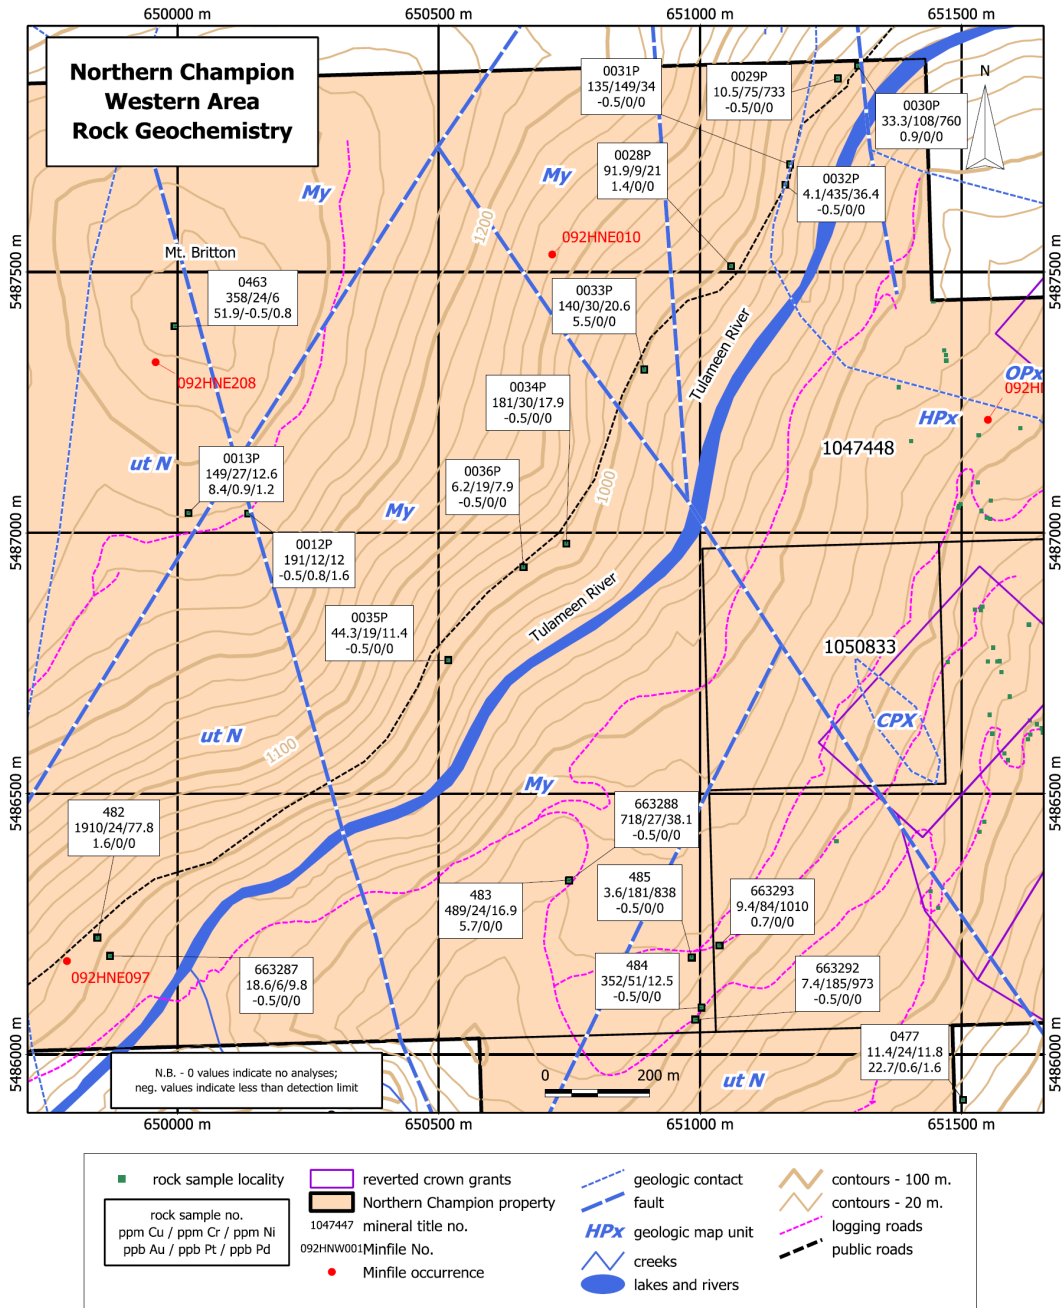 650000 m
650500 m
651000 m
651500 m
Northern Champion
Western Area
Rock Geochemistry
0031P
135/149/34
-0.5/0/0
0029P
10.5/75/733
-0.5/0/0
0030P
33.3/108/760
0.9/0/0
N
0028P
91.9/9/21
1.4/0/0
0032P
4.1/435/36.4
-0.5/0/0
My
My
1200
092HNE010
Mt. Britton
5487500 m
5487500 m
0463
358/24/6
51.9/-0.5/0.8
0033P
140/30/20.6
5.5/0/0
Tulameen River
092HNE208
0034P
181/30/17.9
-0.5/0/0
OPx
092H
HPx
1047448
ut N
0013P
149/27/12.6
8.4/0.9/1.2
0036P
6.2/19/7.9
-0.5/0/0
1000
My
5487000 m
5487000 m
0012P
191/12/12
-0.5/0.8/1.6
Tulameen River
0035P
44.3/19/11.4
-0.5/0/0
1050833
CPX
ut N
1100
My
5486500 m
5486500 m
482
1910/24/77.8
1.6/0/0
663288
718/27/38.1
-0.5/0/0
483
489/24/16.9
5.7/0/0
485
3.6/181/838
-0.5/0/0
663293
9.4/84/1010
0.7/0/0
092HNE097
663287
18.6/6/9.8
-0.5/0/0
484
352/51/12.5
-0.5/0/0
663292
7.4/185/973
-0.5/0/0
0477
11.4/24/11.8
22.7/0.6/1.6
5486000 m
5486000 m
N.B. - 0 values indicate no analyses;
neg. values indicate less than detection limit
0
200 m
ut N
650000 m
650500 m
651000 m
651500 m
rock sample locality
rock sample no.
ppm Cu / ppm Cr / ppm Ni
ppb Au / ppb Pt / ppb Pd
reverted crown grants
Northern Champion property
1047447 mineral title no.
092HNW001 Minfile No.
Minfile occurrence
geologic contact
fault
HPx geologic map unit
creeks
lakes and rivers
contours - 100 m.
contours - 20 m.
logging roads
public roads